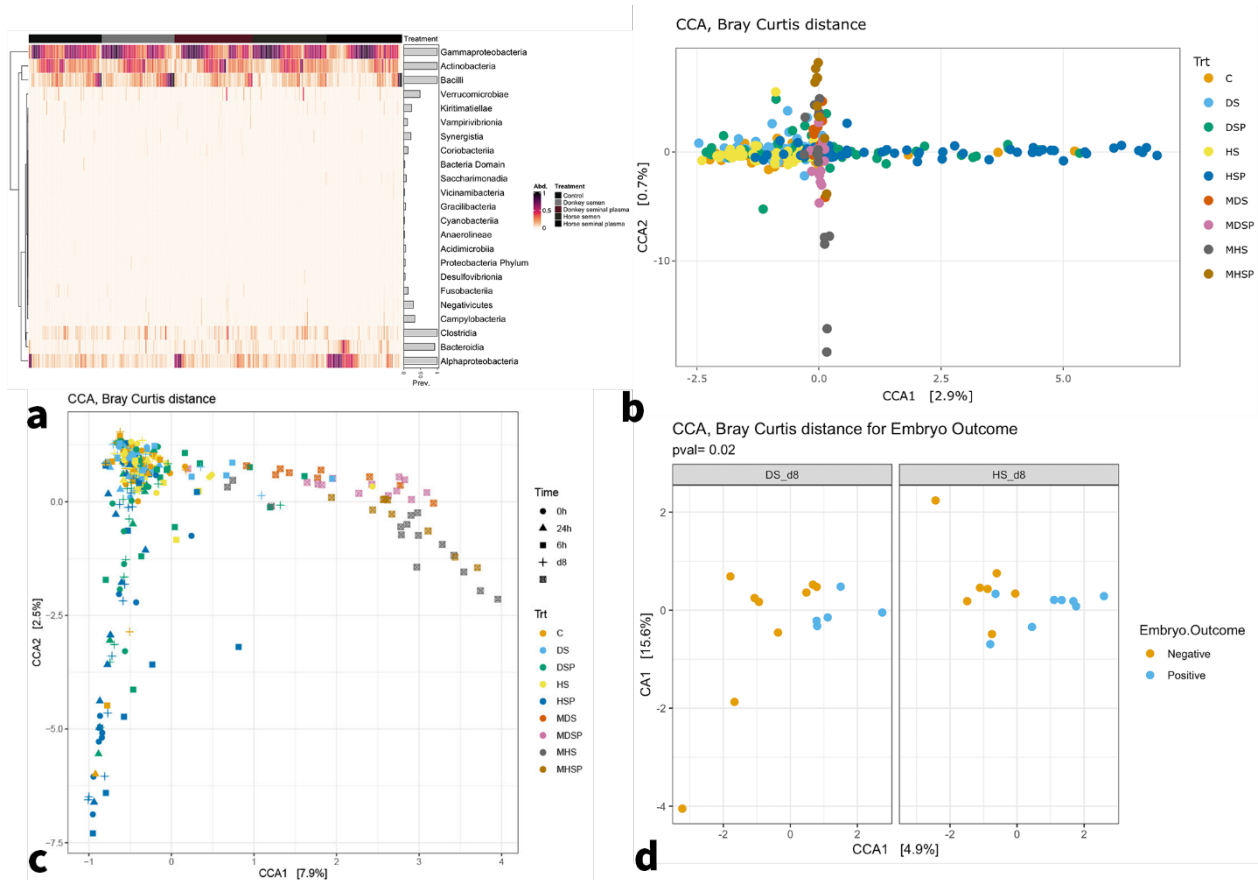 Treatment
Gammaproteobacteria
Actinobacteria
Bacilli
Verrucomicrobiae
Kiritimatiellae
Vampirivibrionia
Synergistia
Coriobacteriia
Bacteria Domain
Saccharimonadia
Vicinamibacteria
Gracilibacteria
Cyanobacteriia
Anaerolineae
Acidimicrobiia
Proteobacteria Phylum
Desulfovibrionia
Fusobacteriia
Negativicutes
Campylobacteria
Clostridia
Bacteroidia
Alphaproteobacteria
Abd.
1
0.5
0
Treatment
Control
Donkey semen
Donkey seminal plasma
Horse semen
Horse seminal plasma
0
0.5
1
Prev.
a
CCA, Bray Curtis distance
0
-10
CCA2 [0.7%]
-2.5
0.0
2.5
5.0
CCA1 [2.9%]
Trt
C
DS
DSP
HS
HSP
MDS
MDSP
MHS
MHSP
b
CCA, Bray Curtis distance
0.0
−2.5
−5.0
−7.5
CCA2 [2.5%]
−1
0
1
2
3
4
CCA1 [7.9%]
Time
0h
24h
6h
d8
Trt
C
DS
DSP
HS
HSP
MDS
MDSP
MHS
MHSP
c
CCA, Bray Curtis distance for Embryo Outcome
pval= 0.02
DS_d8
HS_d8
2
0
-2
-4
CA1 [15.6%]
-2
0
2
-2
0
2
CCA1 [4.9%]
Embryo.Outcome
Negative
Positive
d